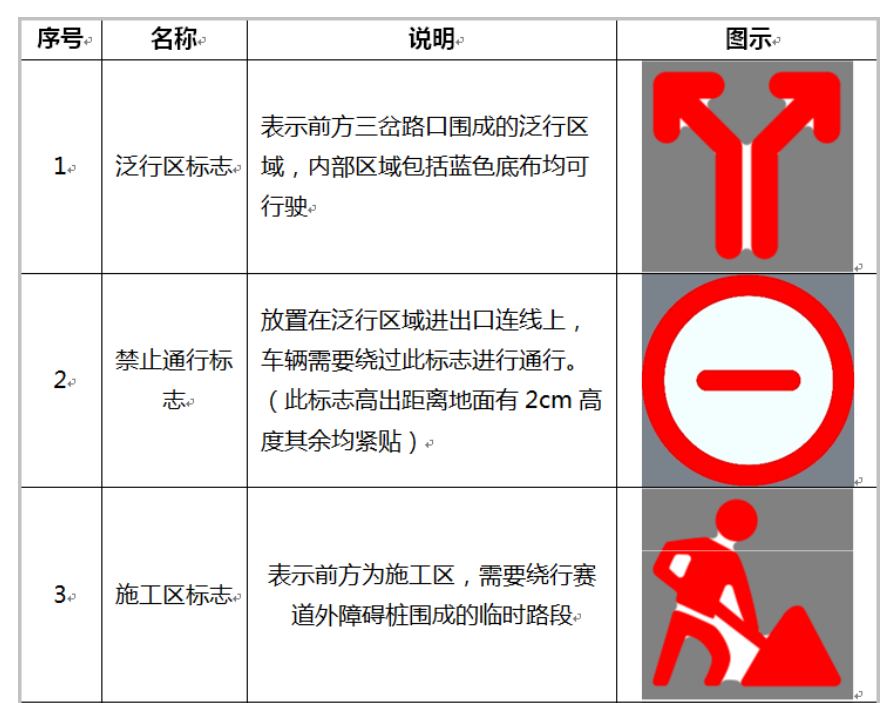 序号 名称 说明 图示
1 泛行区标志 表示前方三岔路口围成的泛行区
域，内部区域包括蓝色底布均可
行驶
2 禁止通行标
志 放置在泛行区域进出口连线上，
车辆需要绕过此标志进行通行。
（此标志高出距离地面有 2cm 高
度其余均紧贴）
3 施工区标志 表示前方为施工区，需要绕行赛
道外障碍桩围成的临时路段